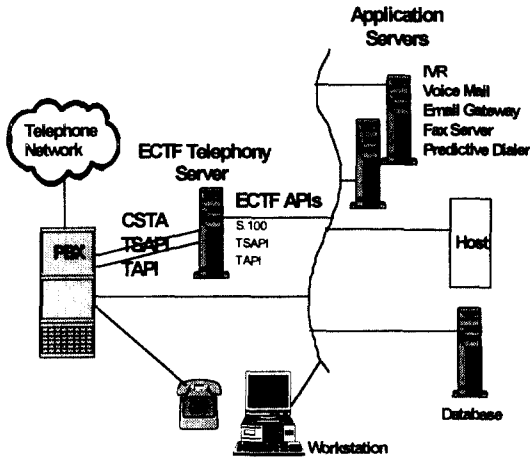 Application
Servers
IVR
Voice Mail
Email Gateway
Fax Server
Predictive Dialer
Telephone
Network
ECTF Telephony
Server
ECTF APIs
S.100
TSAPI
TAPI
CSTA
TSAPI
TAPI
PBX
Host
Database
Workstation